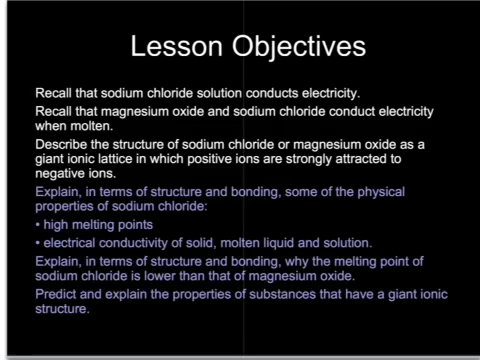 Lesson Objectives
Recall that sodium chloride solution conducts electricity.
Recall that magnesium oxide and sodium chloride conduct electricity
when molten.
Describe the structure of sodium chloride or magnesium oxide as a
giant ionic lattice in which positive ions are strongly attracted to
negative ions.
Explain, in terms of structure and bonding, some of the physical
properties of sodium chloride:
• high melting points
• electrical conductivity of solid, molten liquid and solution.
Explain, in terms of structure and bonding, why the melting point of
sodium chloride is lower than that of magnesium oxide.
Predict and explain the properties of substances that have a giant ionic
structure.